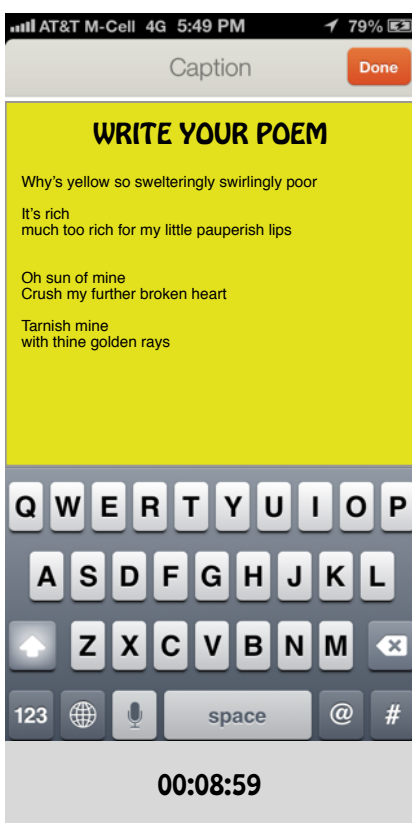 AT&T M-Cell 4G 5:49 PM 79%
Caption Done
WRITE YOUR POEM
Why's yellow so swelteringly swirlingly poor
It's rich
much too rich for my little pauperish lips
Oh sun of mine
Crush my further broken heart
Tarnish mine
with thine golden rays
Q W E R T Y U I O P
A S D F G H J K L
Z X C V B N M
123 space @ #
00:08:59